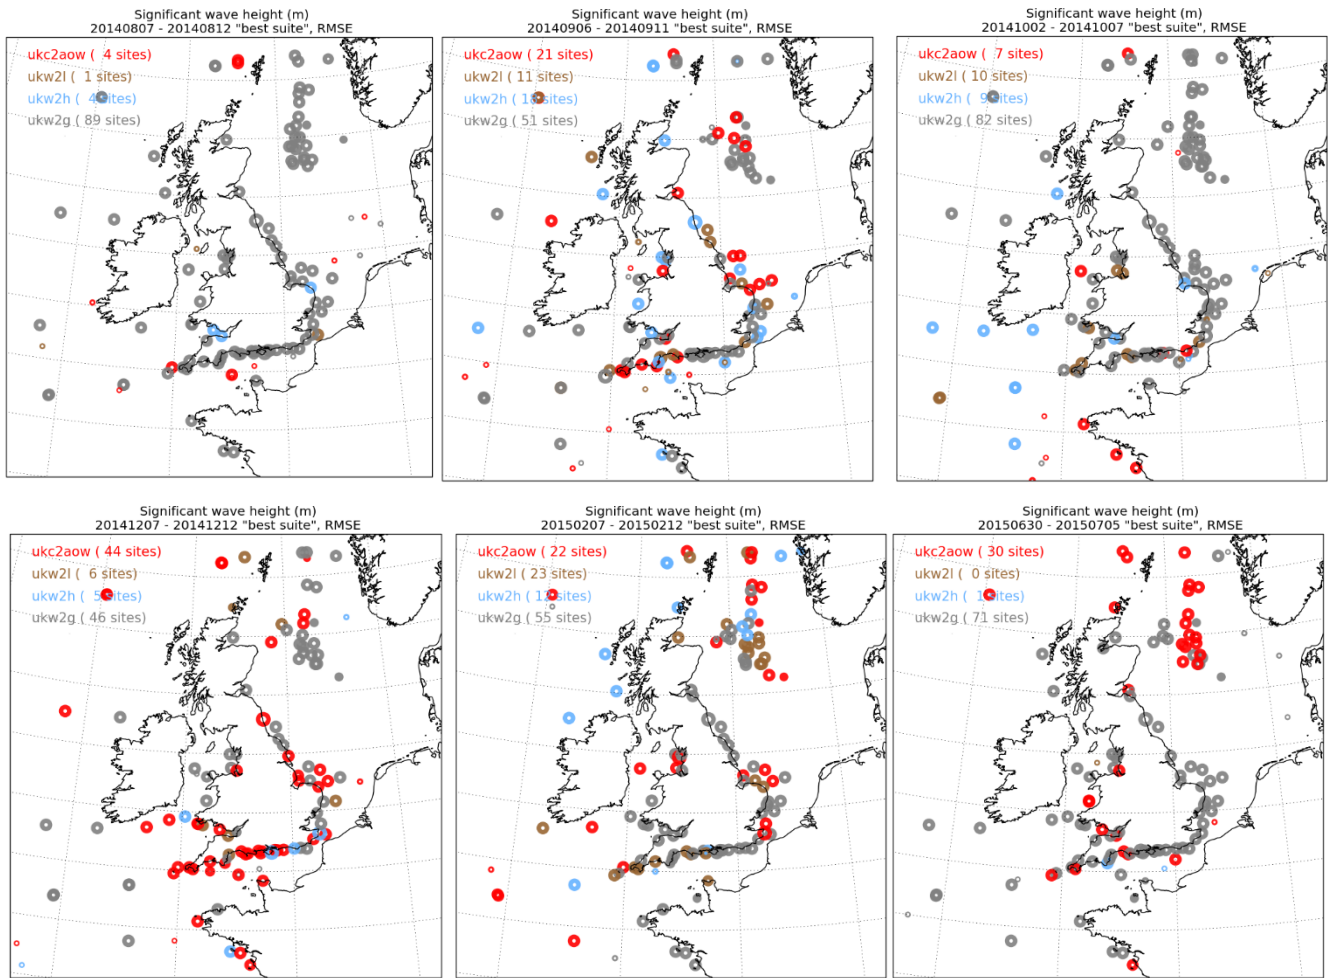 Significant wave height (m)
20140807 - 20140812 "best suite", RMSE
ukc2aow ( 4 sites)
ukw2l ( 1 sites)
ukw2h ( 4 sites)
ukw2g ( 89 sites)
Significant wave height (m)
20140906 - 20140911 "best suite", RMSE
ukc2aow ( 21 sites)
ukw2l ( 11 sites)
ukw2h ( 18 sites)
ukw2g ( 51 sites)
Significant wave height (m)
20141002 - 20141007 "best suite", RMSE
ukc2aow ( 7 sites)
ukw2l ( 10 sites)
ukw2h ( 9 sites)
ukw2g ( 82 sites)
Significant wave height (m)
20141207 - 20141212 "best suite", RMSE
ukc2aow ( 44 sites)
ukw2l ( 6 sites)
ukw2h ( 5 sites)
ukw2g ( 46 sites)
Significant wave height (m)
20150207 - 20150212 "best suite", RMSE
ukc2aow ( 22 sites)
ukw2l ( 23 sites)
ukw2h ( 12 sites)
ukw2g ( 55 sites)
Significant wave height (m)
20150630 - 20150705 "best suite", RMSE
ukc2aow ( 30 sites)
ukw2l ( 0 sites)
ukw2h ( 1 sites)
ukw2g ( 71 sites)